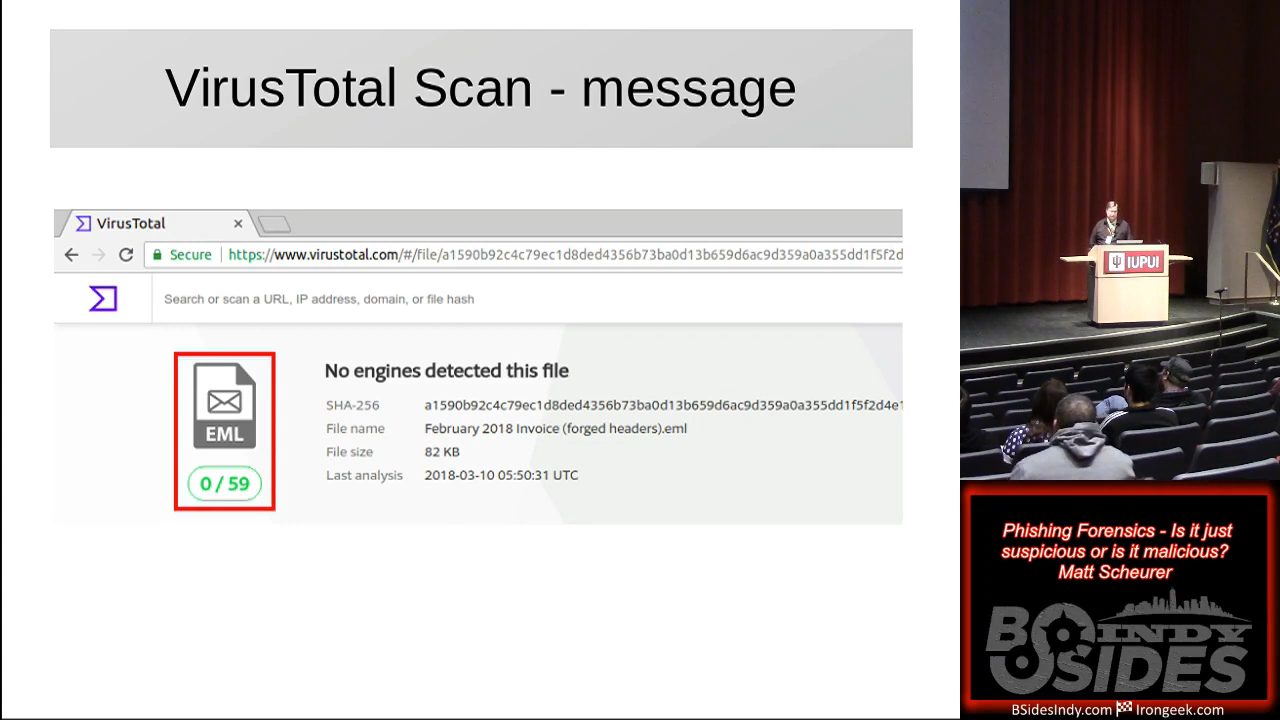 VirusTotal Scan - message
VirusTotal
Secure https://www.virustotal.com/#/file/a1590b92c4c79ec1d8ded4356b73ba0d13b659d6ac9d359a0a355dd1f5f2d
Search or scan a URL, IP address, domain, or file hash
EML
0 / 59
No engines detected this file
SHA-256 a1590b92c4c79ec1d8ded4356b73ba0d13b659d6ac9d359a0a355dd1f5f2d4e1
File name February 2018 Invoice (forged headers).eml
File size 82 KB
Last analysis 2018-03-10 05:50:31 UTC
IUPUI
Phishing Forensics - Is it just
suspicious or is it malicious?
Matt Scheurer
BSIDES
INDY
BSidesIndy.com Irongeek.com